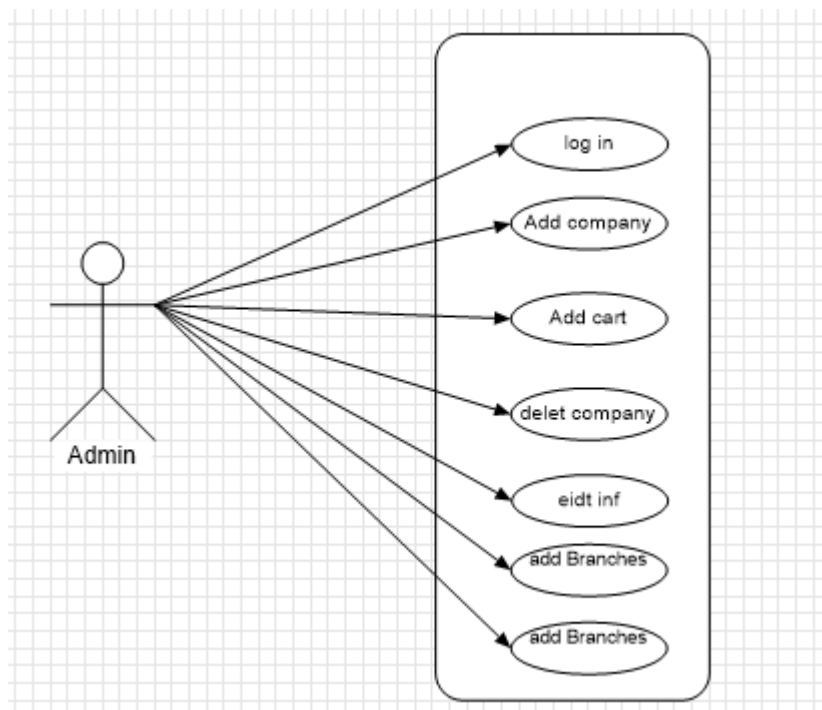 log in
Add company
Add cart
delet company
Admin
eidt inf
add Branches
add Branches